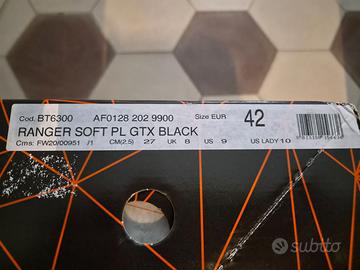 Cod. BT6300 AF0128 202 9900 Size EUR 42
RANGER SOFT PL GTX BLACK
Cms: FW20/00951 /1 CM(2.5) 27 UK 8 US 9 US LADY 10
subito